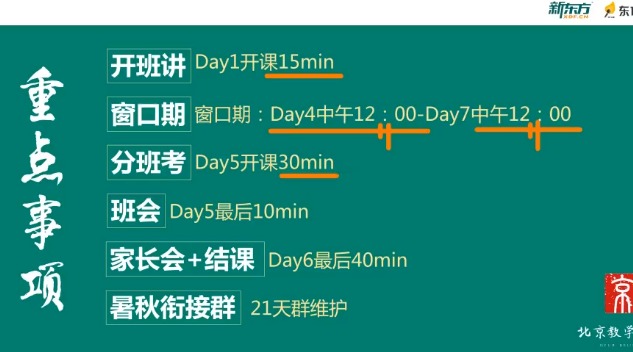 新东方
XDF.CN
东
重点事项
开班讲 Day1开课15min
窗口期 窗口期：Day4中午12：00-Day7中午12：00
分班考 Day5开课30min
班会 Day5最后10min
家长会+结课 Day6最后40min
暑秋衔接群 21天群维护
京
北京数学